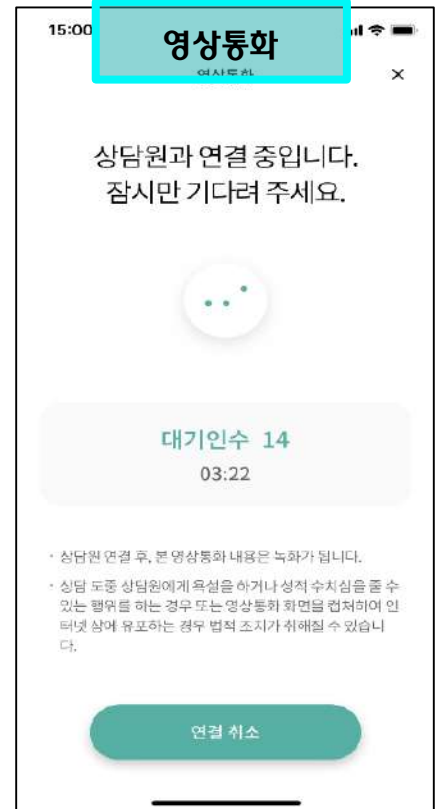 15:00
영상통화
영상통화
상담원과 연결 중입니다.
잠시만 기다려 주세요.
대기인수 14
03:22
· 상담원 연결 후, 본 영상통화 내용은 녹화가 됩니다.
· 상담 도중 상담원에게 욕설을 하거나 성적 수치심을 줄 수
있는 행위를 하는 경우 또는 영상통화 화면을 캡처하여 인
터넷 상에 유포하는 경우 법적 조치가 취해질 수 있습니
다.
연결 취소